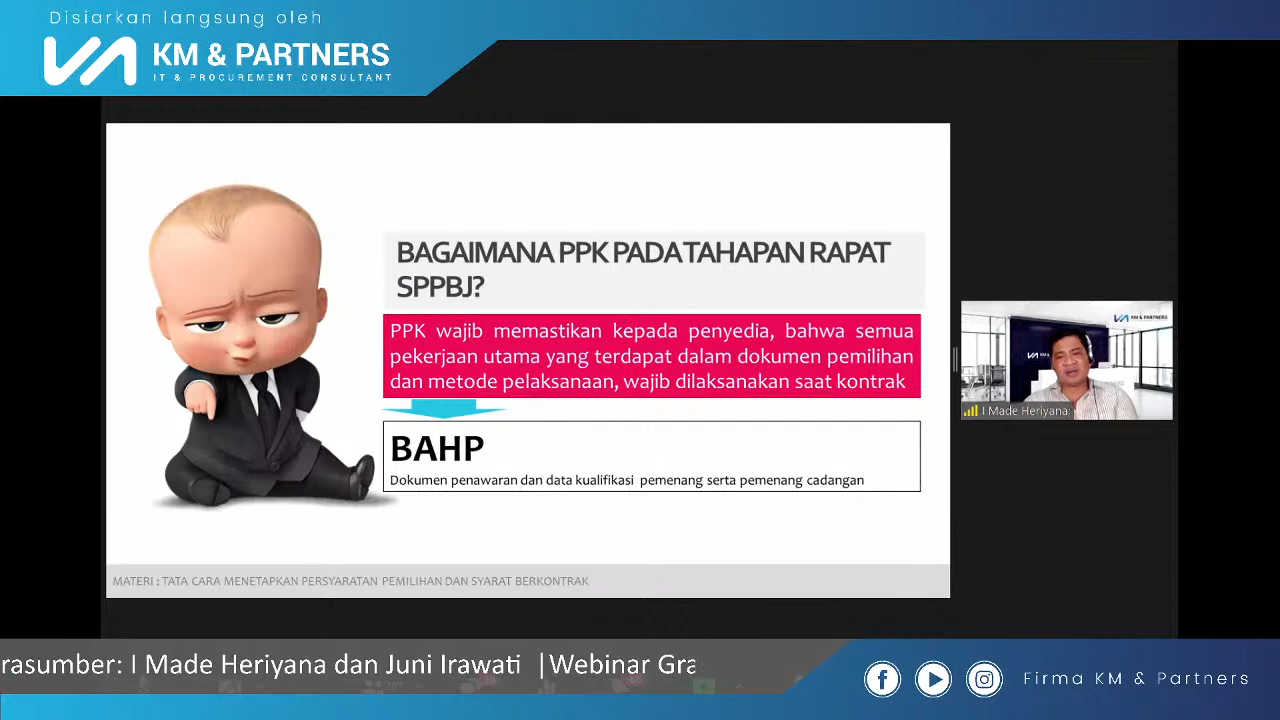 Disiarkan langsung oleh
KM & PARTNERS
IT & PROCUREMENT CONSULTANT
BAGAIMANA PPK PADA TAHAPAN RAPAT
SPPBJ?
PPK wajib memastikan kepada penyedia, bahwa semua
pekerjaan utama yang terdapat dalam dokumen pemilihan
dan metode pelaksanaan, wajib dilaksanakan saat kontrak
BAHP
Dokumen penawaran dan data kualifikasi pemenang serta pemenang cadangan
MATERI : TATA CARA MENETAPKAN PERSYARATAN PEMILIHAN DAN SYARAT BERKONTRAK
KM & PARTNERS
I Made Heriyana
rasumber: I Made Heriyana dan Juni Irawati |Webinar Gra
Firma KM & Partners